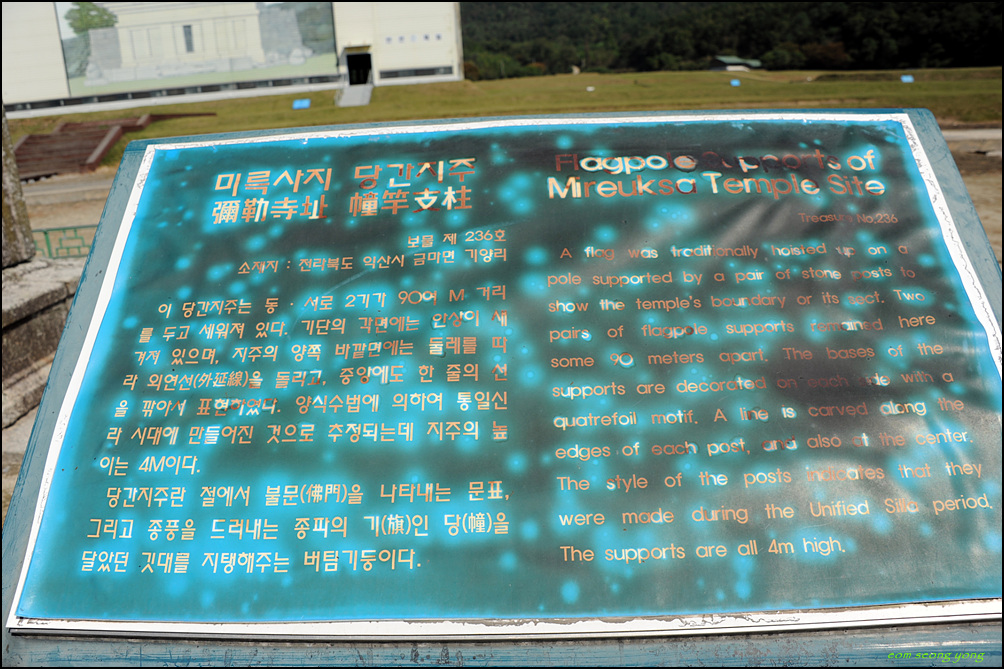 미륵사지 당간지주
彌勒寺址 幢竿支柱
보물 제 236호
소재지 : 전라북도 익산시 금마면 기양리
이 당간지주는 동 · 서로 2기가 90여 M 거리
를 두고 세워져 있다. 기단의 각면에는 안상이 새
겨져 있으며, 지주의 양쪽 바깥면에는 둘레를 따
라 외연선(外延線)을 돌리고, 중앙에도 한 줄의 선
을 깎아서 표현하였다. 양식수법에 의하여 통일신
라 시대에 만들어진 것으로 추정되는데 지주의 높
이는 4M이다.
당간지주란 절에서 불문(佛門)을 나타내는 문표,
그리고 종풍을 드러내는 종파의 기(旗)인 당(幢)을
달았던 깃대를 지탱해주는 버팀기둥이다.
Flagpole Supports of
Mireuksa Temple Site
Treasure No.236
A flag was traditionally hoisted up on a
pole supported by a pair of stone posts to
show the temple's boundary or its sect. Two
pairs of flagpole supports remained here
some 90 meters apart. The bases of the
supports are decorated on each side with a
quatrefoil motif. A line is carved along the
edges of each post, and also at the center.
The style of the posts indicates that they
were made during the Unified Silla period.
The supports are all 4m high.
eom seung yong